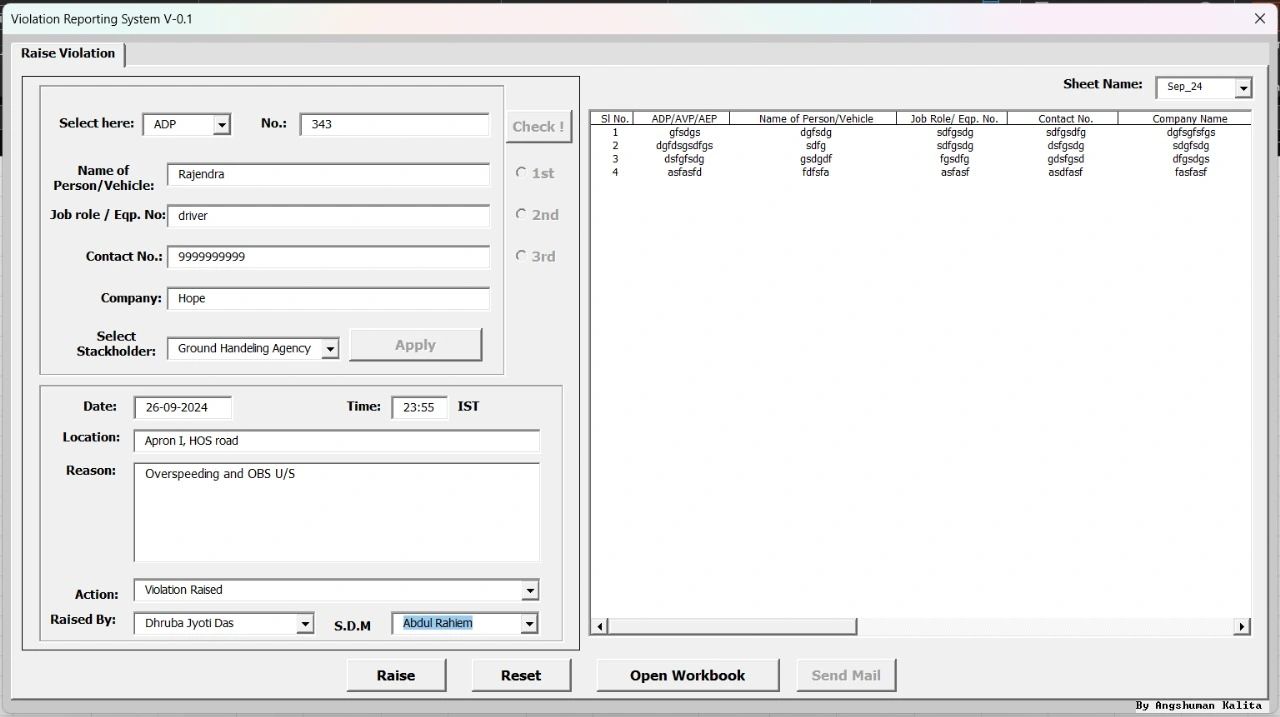 Violation Reporting System V-0.1
Raise Violation
Select here: ADP No.: 343 Check !
Name of
Person/Vehicle: Rajendra 1st
Job role / Eqp. No: driver 2nd
Contact No.: 9999999999 3rd
Company: Hope
Select
Stackholder: Ground Handeling Agency Apply
Date: 26-09-2024 Time: 23:55 IST
Location: Apron I, HOS road
Reason: Overspeeding and OBS U/S
Action: Violation Raised
Raised By: Dhruba Jyoti Das S.D.M Abdul Rahiem
Sheet Name: Sep_24
Sl No. ADP/AVP/AEP Name of Person/Vehicle Job Role/ Eqp. No. Contact No. Company Name
1 gfsdgs dgfsdg sdfgsdg sdfgsdfg dgfsgfsfgs
2 dgfdsgsdfgs sdfg sdfgsdg dsfgsdg sdgfsdg
3 dsfgfsdg gsdgdf fgsdfg gdsfgsd dfgsdgs
4 asfasfd fdfsfa asfasf asdfasf fasfasf
Raise Reset Open Workbook Send Mail
By Angshuman Kalita